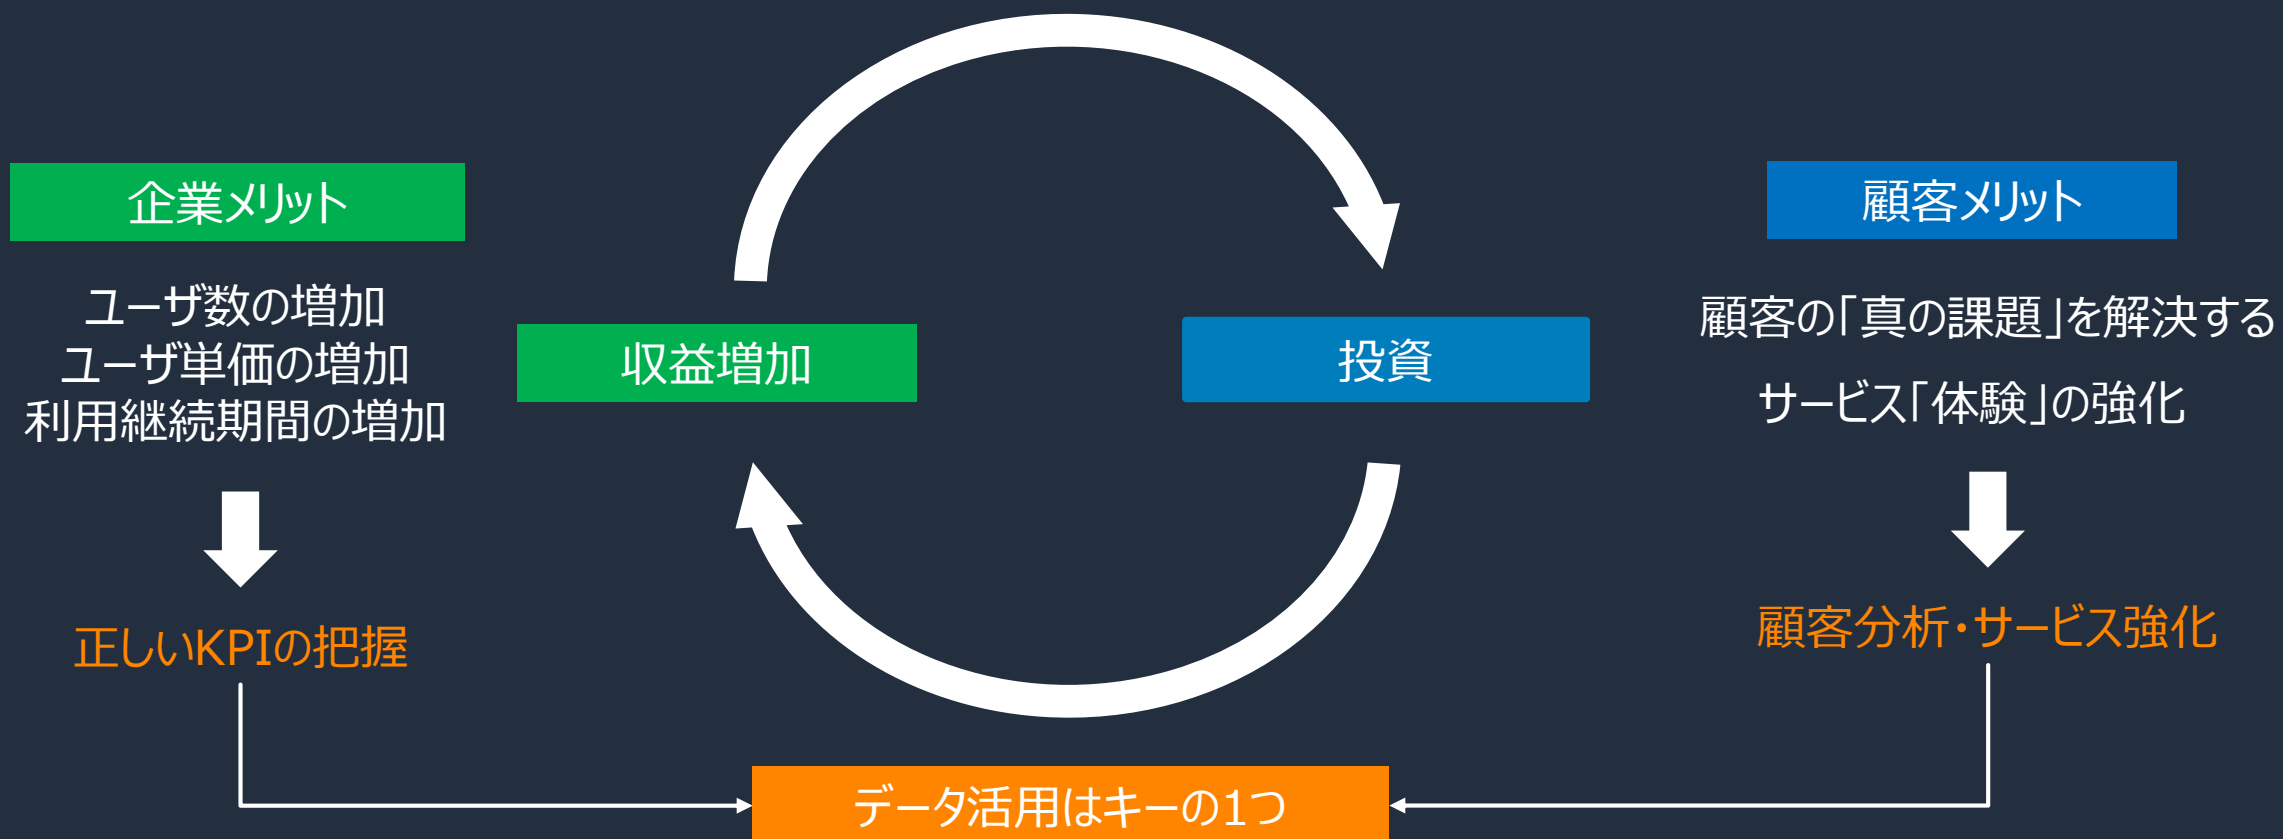 企業メリット
ユーザ数の増加
ユーザ単価の増加
利用継続期間の増加
正しいKPIの把握
収益増加
投資
顧客メリット
顧客の「真の課題」を解決する
サービス「体験」の強化
顧客分析・サービス強化
データ活用はキーの1つ